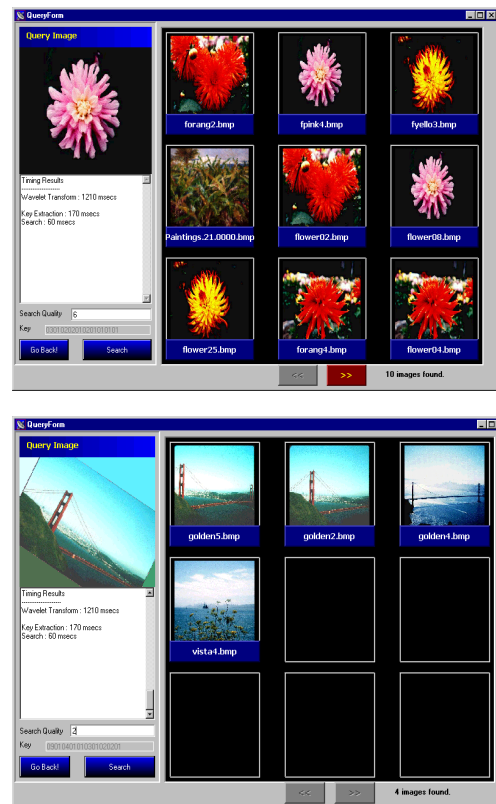 QueryForm
Query Image
Timing Results
------------------
Wavelet Transform : 1210 msecs
Key Extraction : 170 msecs
Search : 60 msecs
Search Quality 6
Key 0301020201020101010101
Go Back! Search
forang2.bmp fpink4.bmp fyello3.bmp
Paintings.21.0000.bmp flower02.bmp flower08.bmp
flower25.bmp forang4.bmp flower04.bmp
<< >> 10 images found.
QueryForm
Query Image
Timing Results
------------------
Wavelet Transform : 1210 msecs
Key Extraction : 170 msecs
Search : 60 msecs
Search Quality 2
Key 09010401010301020201
Go Back! Search
golden5.bmp golden2.bmp golden4.bmp
vista4.bmp
<< >> 4 images found.